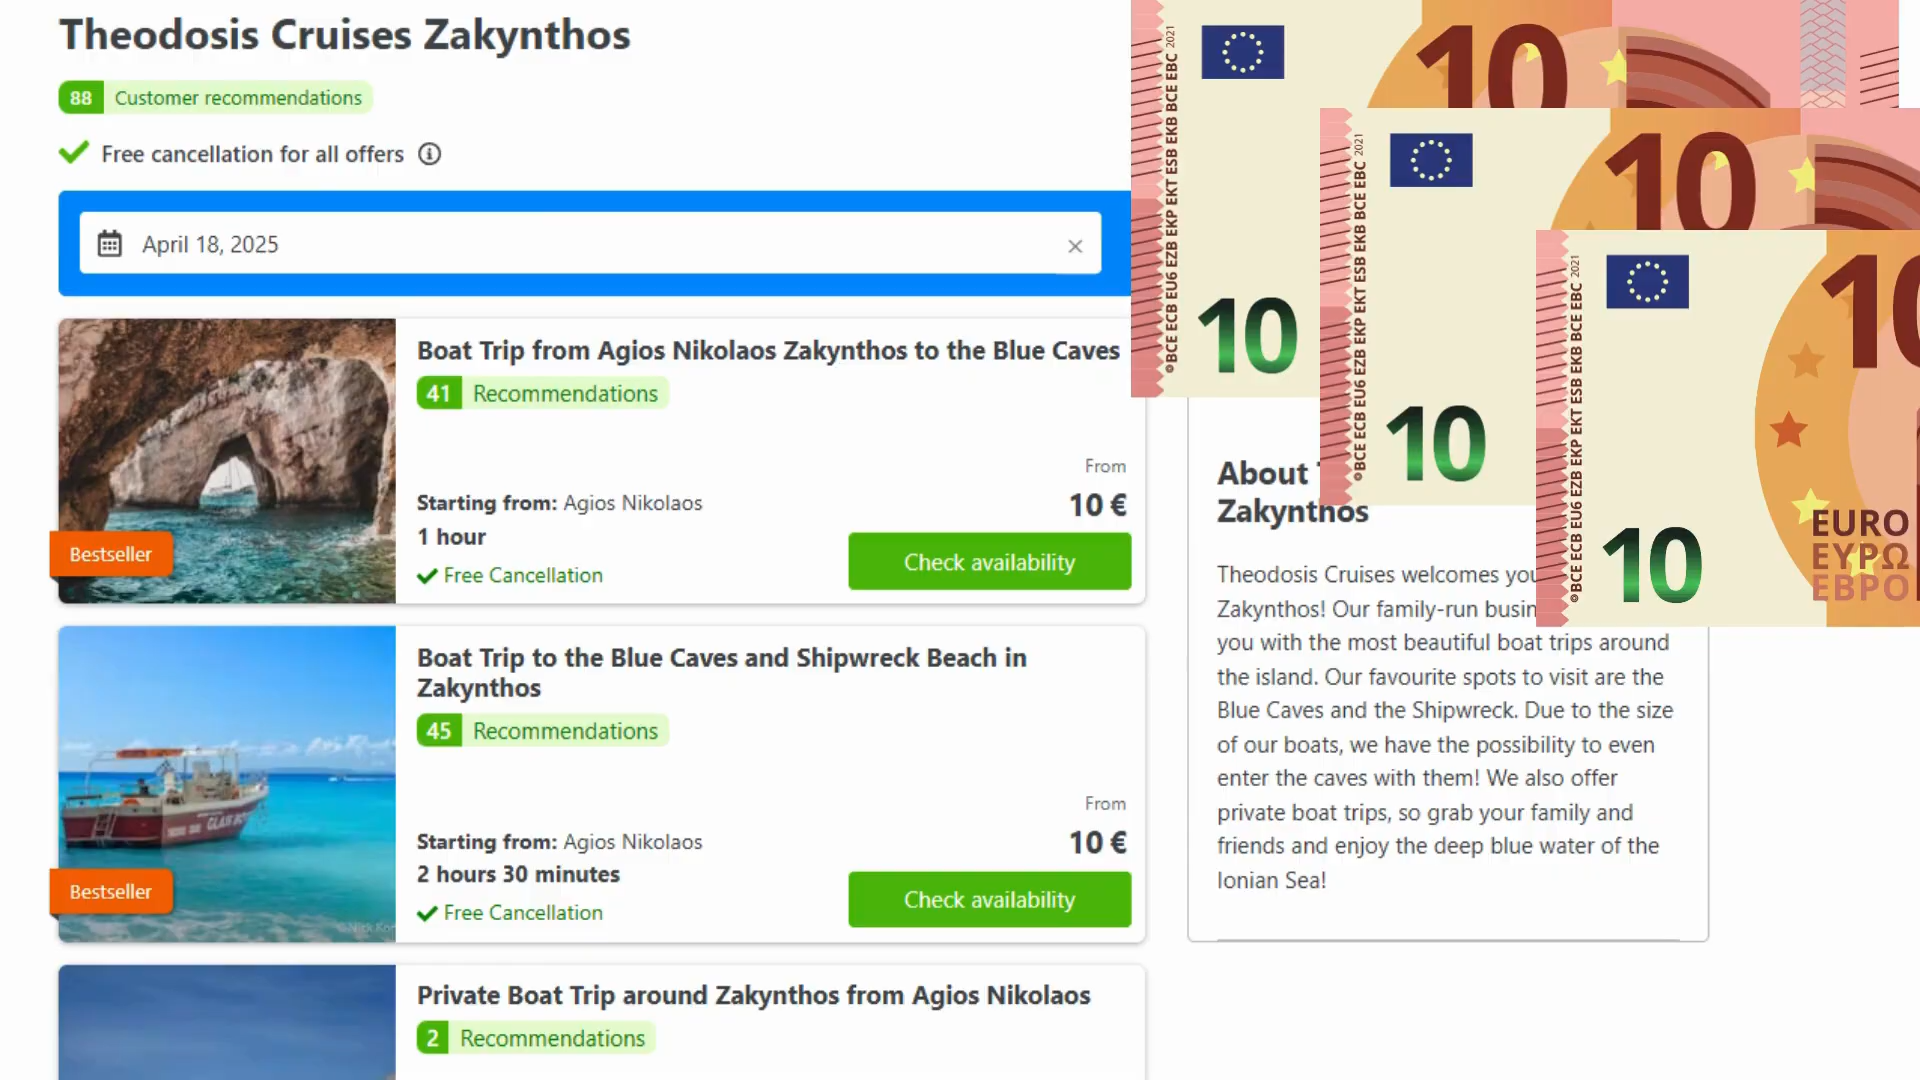 Theodosis Cruises Zakynthos
88 Customer recommendations
Free cancellation for all offers
April 18, 2025
Boat Trip from Agios Nikolaos Zakynthos to the Blue Caves
41 Recommendations
From
Starting from: Agios Nikolaos
10 €
1 hour
Free Cancellation
Check availability
Bestseller
Boat Trip to the Blue Caves and Shipwreck Beach in
Zakynthos
45 Recommendations
From
Starting from: Agios Nikolaos
10 €
2 hours 30 minutes
Free Cancellation
Check availability
Bestseller
Private Boat Trip around Zakynthos from Agios Nikolaos
2 Recommendations
About
Zakynthos
Theodosis Cruises welcomes you
Zakynthos! Our family-run busin
you with the most beautiful boat trips around
the island. Our favourite spots to visit are the
Blue Caves and the Shipwreck. Due to the size
of our boats, we have the possibility to even
enter the caves with them! We also offer
private boat trips, so grab your family and
friends and enjoy the deep blue water of the
Ionian Sea!
©BCE ECB EU6 EZB EKP EKT ESB EKB BCE EBC 2021
10
10
©BCE ECB EU6 EZB EKP EKT ESB EKB BCE EBC 2021
10
10
©BCE ECB EU6 EZB EKP EKT ESB EKB BCE EBC 2021
10
10
EURO
ΕΥΡΩ
ЕВРО